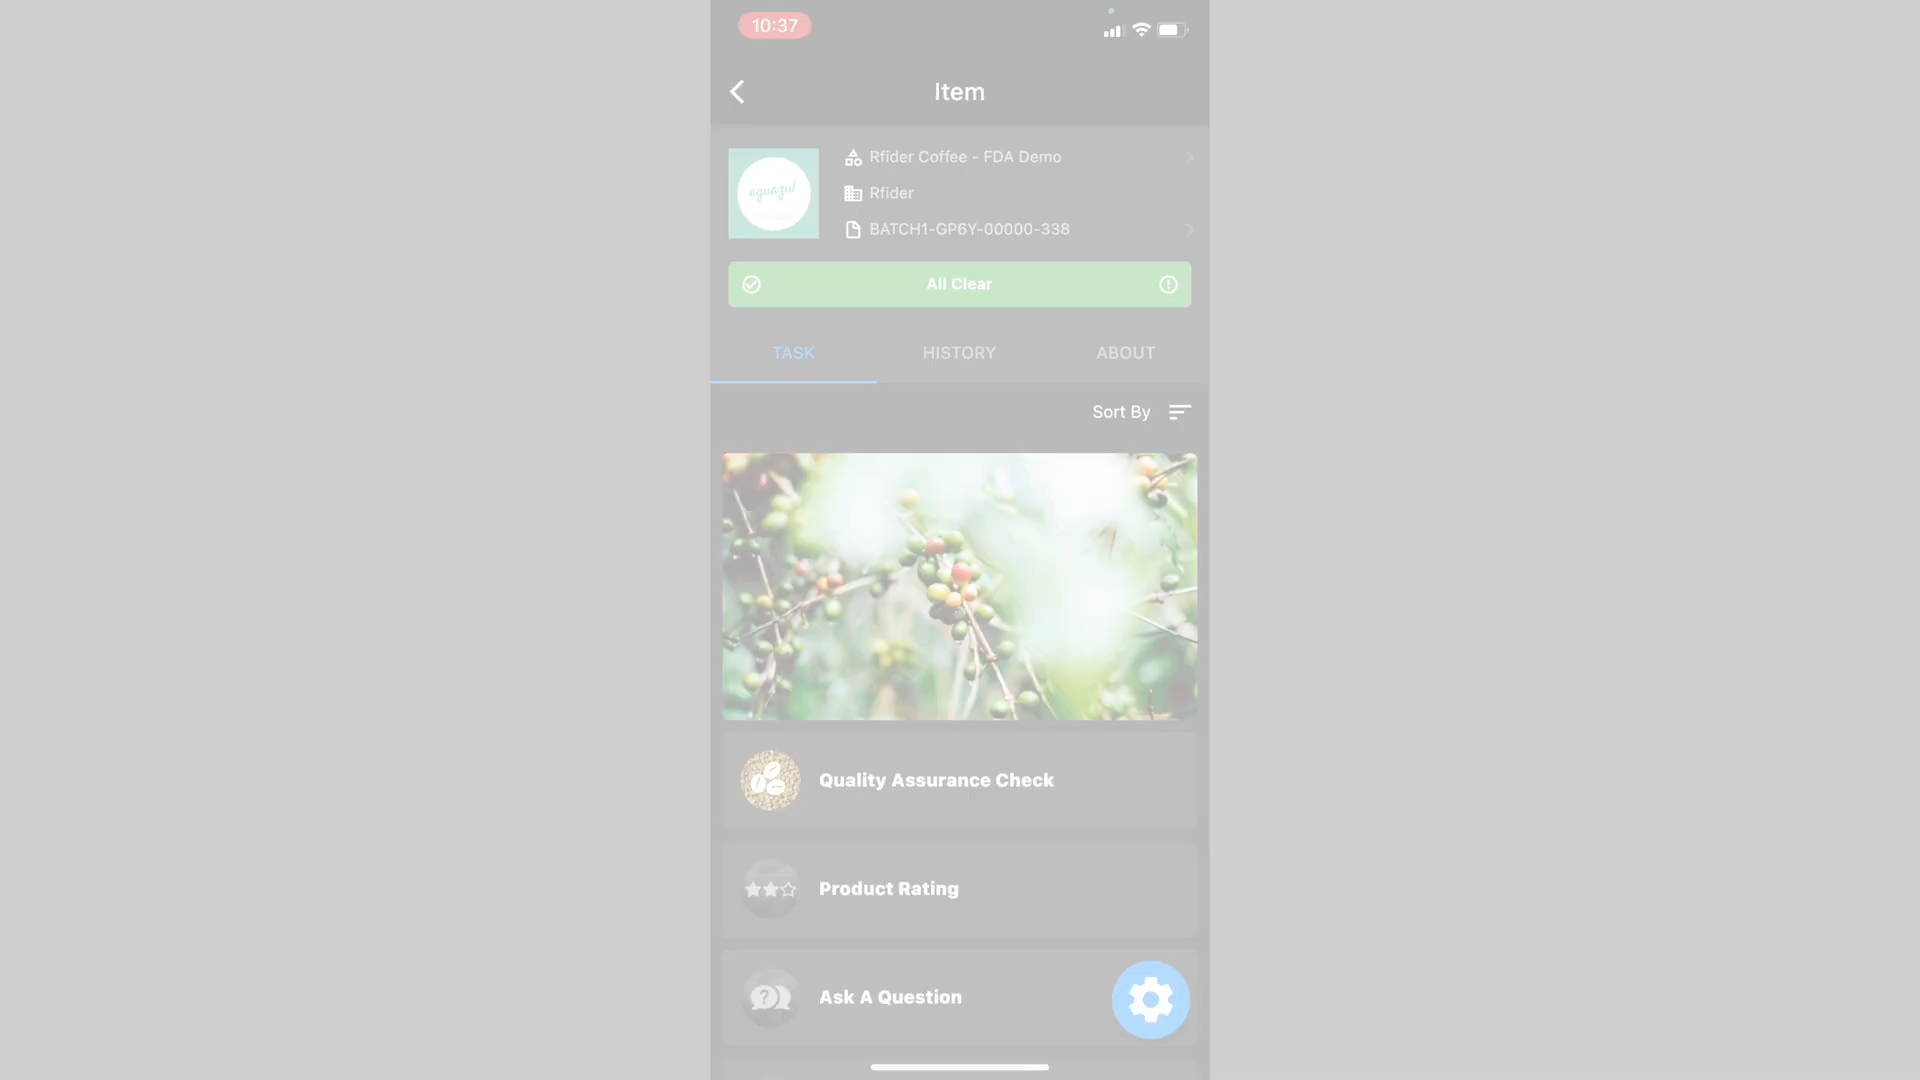 10:37
Item
aguazul
Rfider Coffee - FDA Demo
Rfider
BATCH1-GP6Y-00000-338
All Clear
TASK
HISTORY
ABOUT
Sort By
Quality Assurance Check
Product Rating
Ask A Question